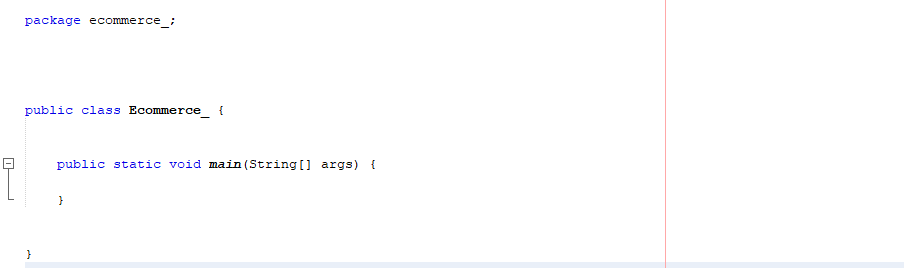 package ecommerce_;
public class Ecommerce_ {
public static void main(String[] args) {
}
}